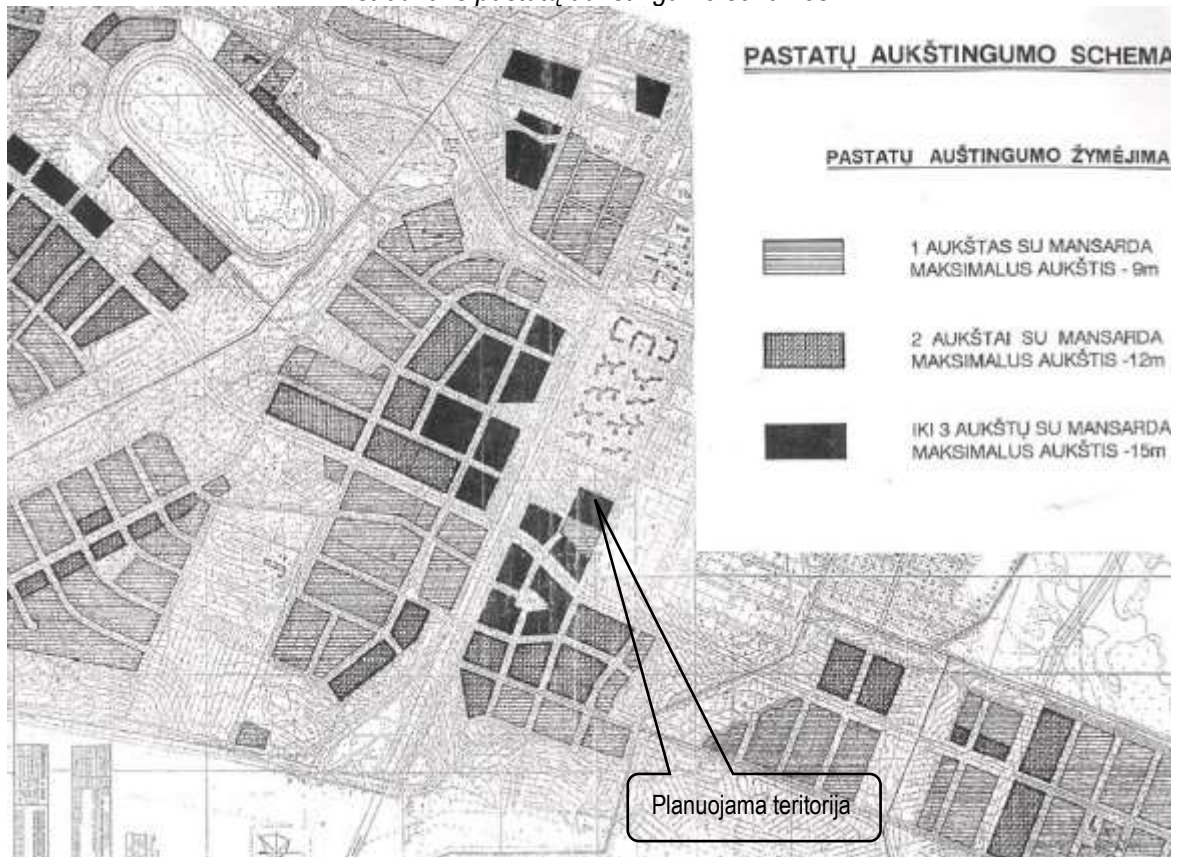 PASTATŲ AUKŠTINGUMO SCHEMA
PASTATŲ AUŠTINGUMO ŽYMĖJIMA
1 AUKŠTAS SU MANSARDA
MAKSIMALUS AUKŠTIS - 9m
2 AUKŠTAI SU MANSARDA
MAKSIMALUS AUKŠTIS -12m
IKI 3 AUKŠTŲ SU MANSARDA
MAKSIMALUS AUKŠTIS -15m
Planuojama teritorija